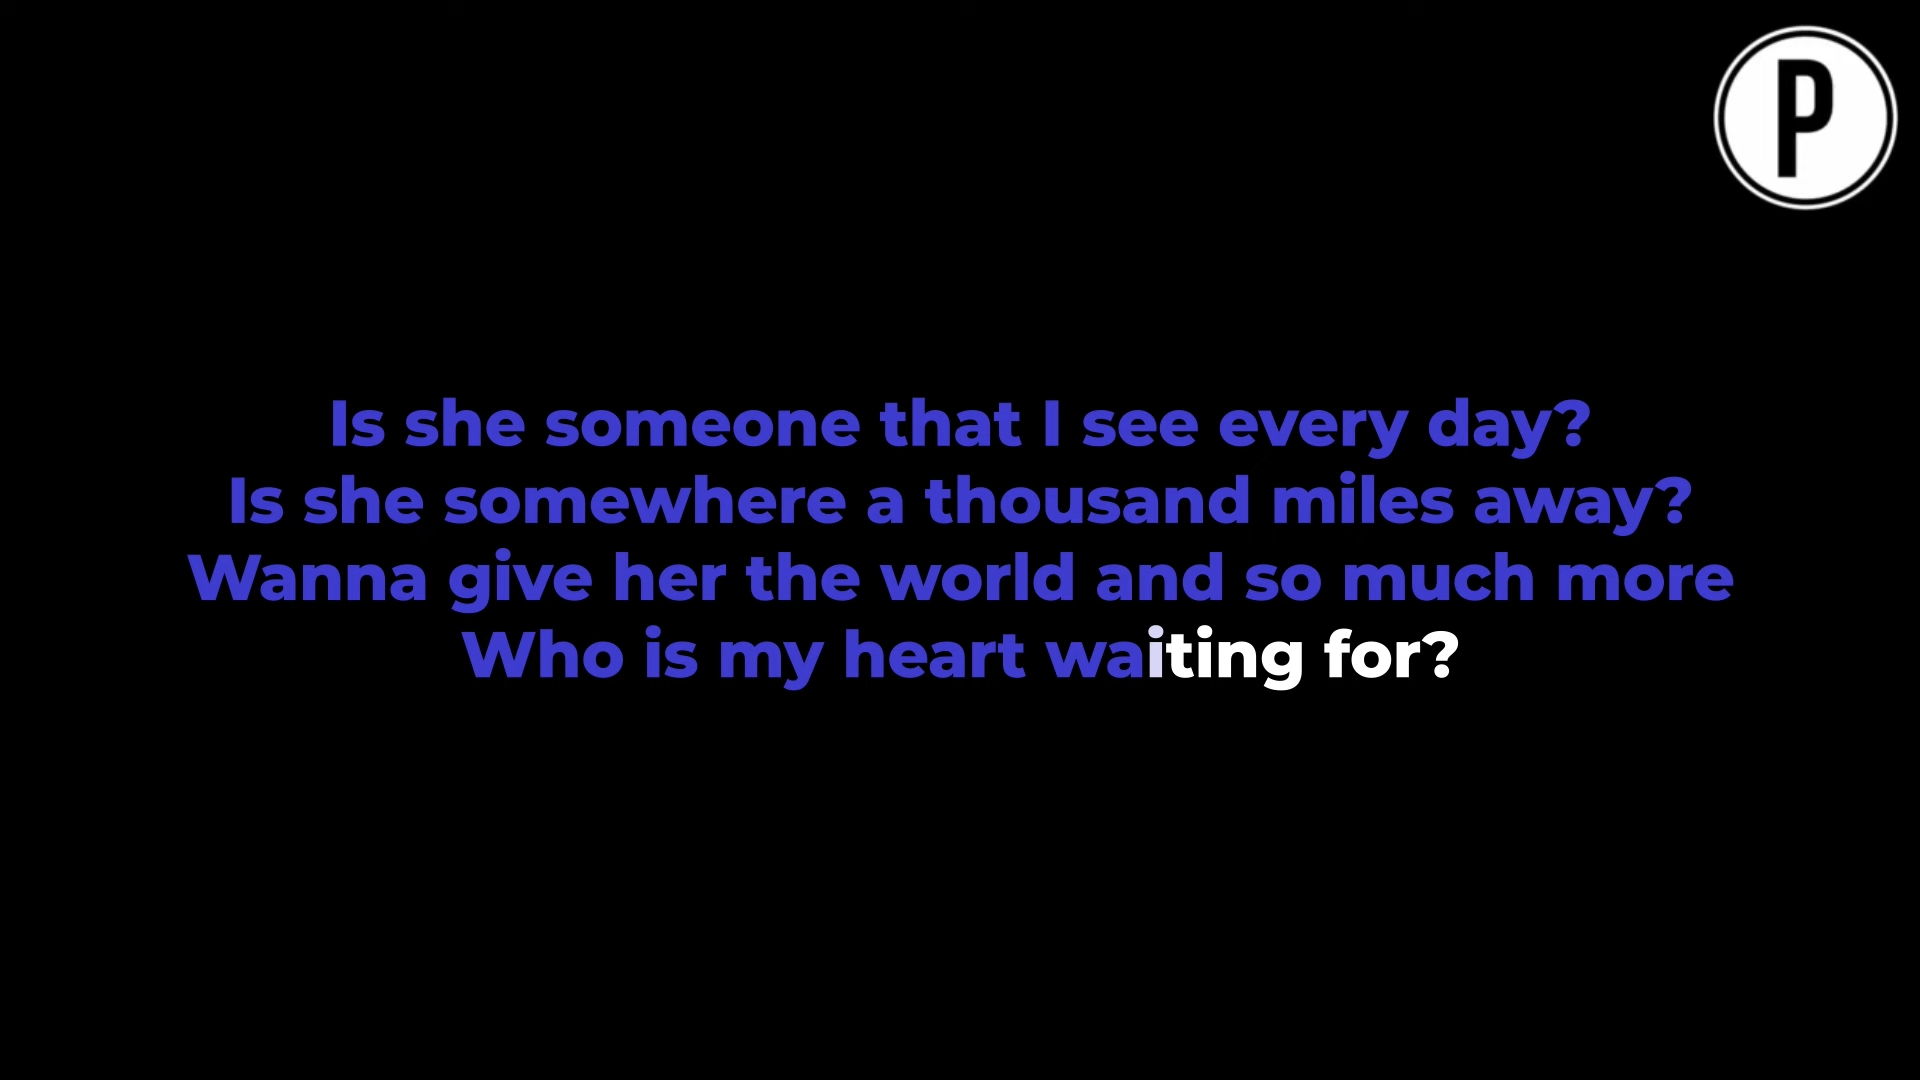 P
Is she someone that I see every day?
Is she somewhere a thousand miles away?
Wanna give her the world and so much more
Who is my heart waiting for?